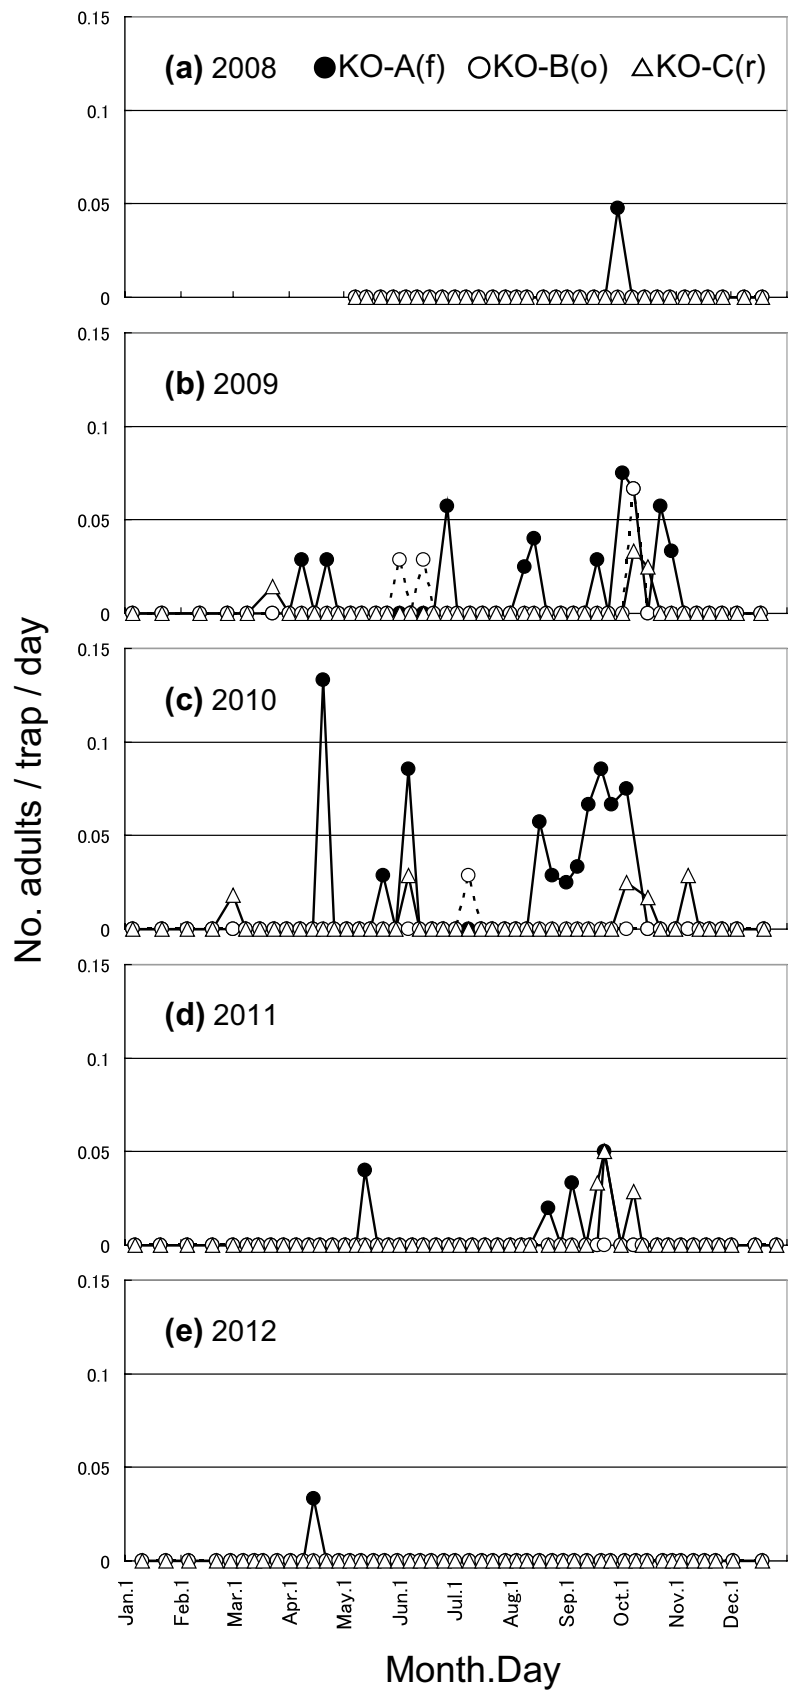 0.15
(a) 2008 ●KO-A(f) ○KO-B(o) △KO-C(r)
0.1
0.05
0
0.15
(b) 2009
0.1
0.05
0
0.15
(c) 2010
0.1
0.05
0
0.15
(d) 2011
0.1
0.05
0
0.15
(e) 2012
0.1
0.05
0
No. adults / trap / day
Jan.1 Feb.1 Mar.1 Apr.1 May.1 Jun.1 Jul.1 Aug.1 Sep.1 Oct.1 Nov.1 Dec.1
Month.Day